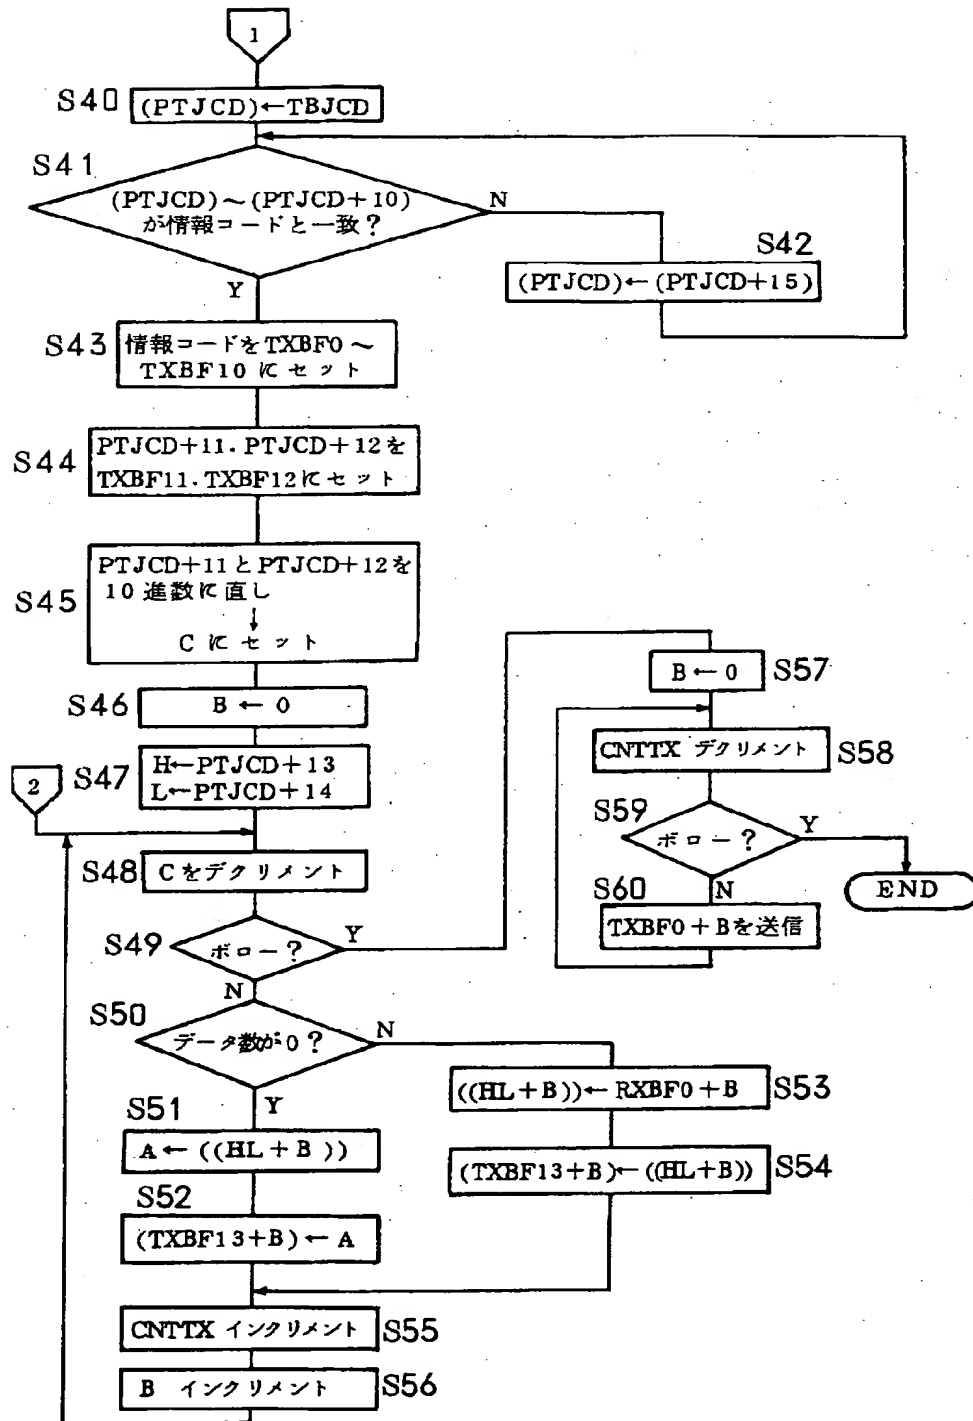 1
S40
(PTJCD)←TBJCD
S41
(PTJCD)～(PTJCD+10)
が情報コードと一致?
N
Y
S42
(PTJCD)←(PTJCD+15)
S43
情報コードをTXBF0～
TXBF10にセット
S44
PTJCD+11.PTJCD+12を
TXBF11.TXBF12にセット
S45
PTJCD+11とPTJCD+12を
10進数に直し
↓
Cにセット
S46
B←0
2
S47
H←PTJCD+13
L←PTJCD+14
S48
Cをデクリメント
S49
ボロー?
Y
N
S50
データ数が0?
N
Y
S51
A←((HL+B))
S52
(TXBF13+B)←A
S53
((HL+B))←RXBF0+B
S54
(TXBF13+B)←((HL+B))
CNTTX インクリメント
S55
B インクリメント
S56
B←0
S57
CNTTX デクリメント
S58
S59
ボロー?
Y
N
END
S60
TXBF0+Bを送信